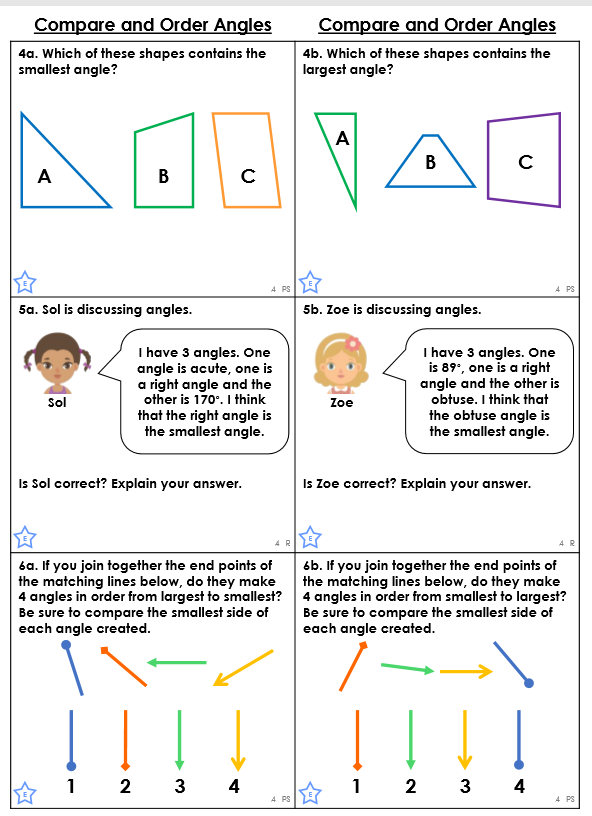 Compare and Order Angles
Compare and Order Angles
4a. Which of these shapes contains the
smallest angle?
A
B
C
E
4 PS
4b. Which of these shapes contains the
largest angle?
A
B
C
E
4 PS
5a. Sol is discussing angles.
I have 3 angles. One
angle is acute, one is
a right angle and the
other is 170°. I think
that the right angle is
the smallest angle.
Sol
Is Sol correct? Explain your answer.
E
4 R
5b. Zoe is discussing angles.
I have 3 angles. One
is 89°, one is a right
angle and the other is
obtuse. I think that
the obtuse angle is
the smallest angle.
Zoe
Is Zoe correct? Explain your answer.
E
4 R
6a. If you join together the end points of
the matching lines below, do they make
4 angles in order from largest to smallest?
Be sure to compare the smallest side of
each angle created.
1 2 3 4
E
4 PS
6b. If you join together the end points of
the matching lines below, do they make
4 angles in order from smallest to largest?
Be sure to compare the smallest side of
each angle created.
1 2 3 4
E
4 PS